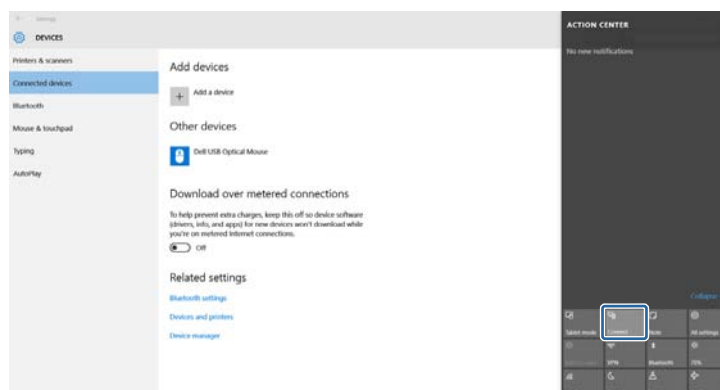 Settings
DEVICES
Printers & scanners
Connected devices
Bluetooth
Mouse & touchpad
Typing
AutoPlay
Add devices
Add a device
Other devices
Dell USB Optical Mouse
Download over metered connections
To help prevent extra charges, keep this off so device software
(drivers, info, and apps) for new devices won't download while
you're on metered Internet connections.
Off
Related settings
Bluetooth settings
Devices and printers
Device manager
ACTION CENTER
No new notifications
Collapse
Tablet mode
Connect
Note
All settings
VPN
Bluetooth